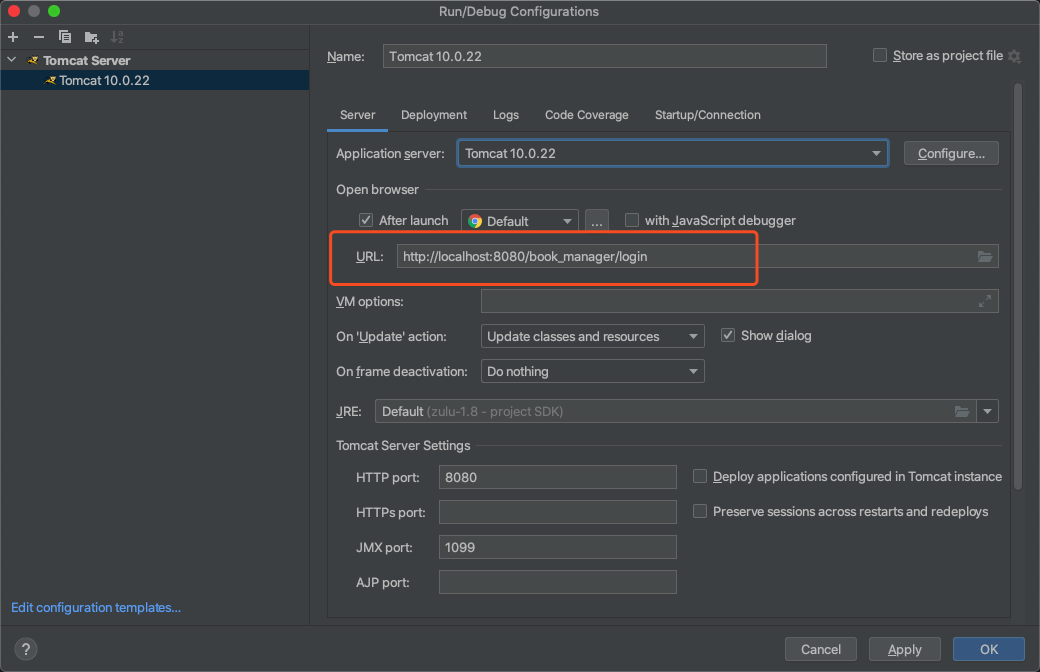 Run/Debug Configurations
Tomcat Server
Tomcat 10.0.22
Name: Tomcat 10.0.22 Store as project file
Server Deployment Logs Code Coverage Startup/Connection
Application server: Tomcat 10.0.22 Configure...
Open browser
After launch Default ... with JavaScript debugger
URL: http://localhost:8080/book_manager/login
VM options:
On 'Update' action: Update classes and resources Show dialog
On frame deactivation: Do nothing
JRE: Default (zulu-1.8 - project SDK)
Tomcat Server Settings
HTTP port: 8080 Deploy applications configured in Tomcat instance
HTTPs port: Preserve sessions across restarts and redeploys
JMX port: 1099
AJP port:
Edit configuration templates...
? Cancel Apply OK